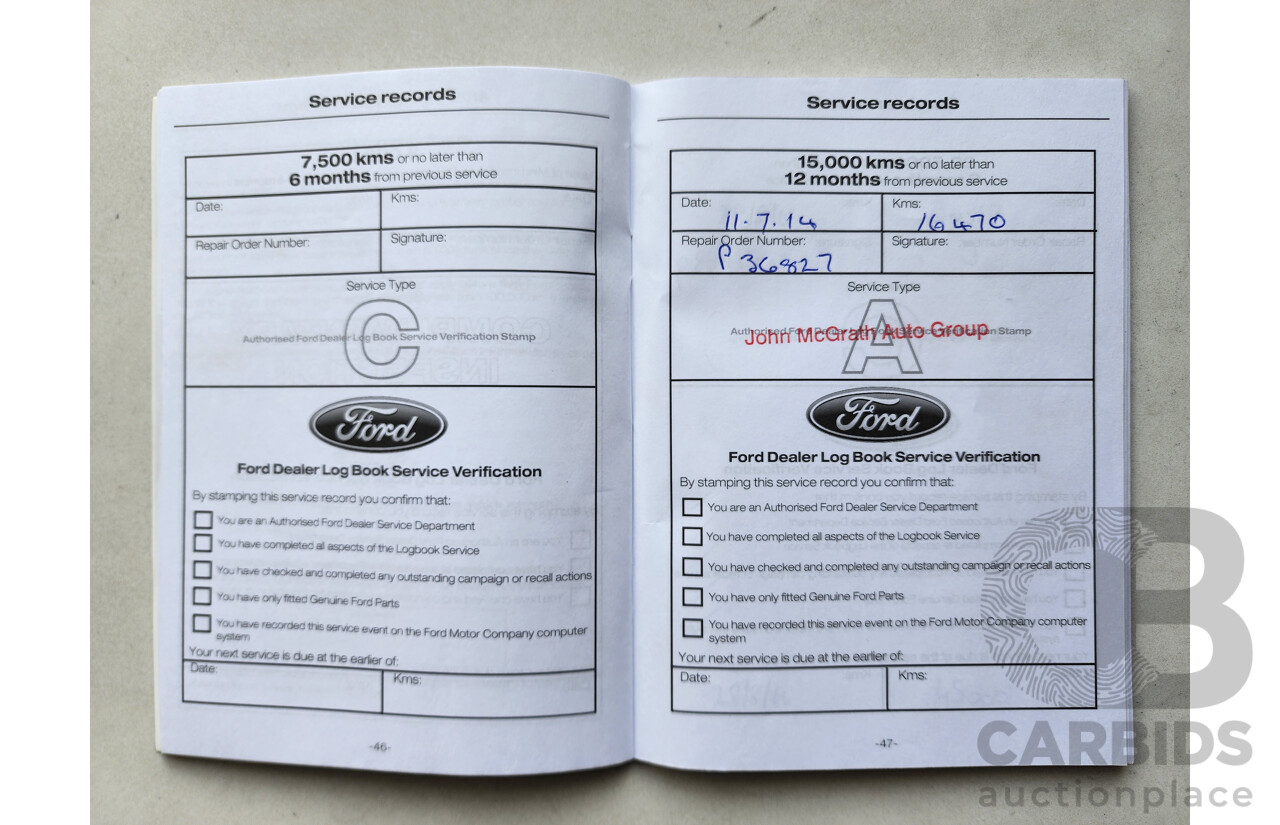 Service records
7,500 kms or no later than
6 months from previous service
Date:
Kms:
Repair Order Number:
Signature:
Service Type
C
Authorised Ford Dealer Log Book Service Verification Stamp
Ford
Ford Dealer Log Book Service Verification
By stamping this service record you confirm that:
You are an Authorised Ford Dealer Service Department
You have completed all aspects of the Logbook Service
You have checked and completed any outstanding campaign or recall actions
You have only fitted Genuine Ford Parts
You have recorded this service event on the Ford Motor Company computer
system
Your next service is due at the earlier of:
Date:
Kms:
-46-
Service records
15,000 kms or no later than
12 months from previous service
Date:
11.7.14
Kms:
16470
Repair Order Number:
P36827
Signature:
Service Type
A
Authorised Ford Dealer Log Book Service Verification Stamp
John McGrath Auto Group
Ford
Ford Dealer Log Book Service Verification
By stamping this service record you confirm that:
You are an Authorised Ford Dealer Service Department
You have completed all aspects of the Logbook Service
You have checked and completed any outstanding campaign or recall actions
You have only fitted Genuine Ford Parts
You have recorded this service event on the Ford Motor Company computer
system
Your next service is due at the earlier of:
Date:
Kms:
-47-
CB
CARBIDS
auctionplace